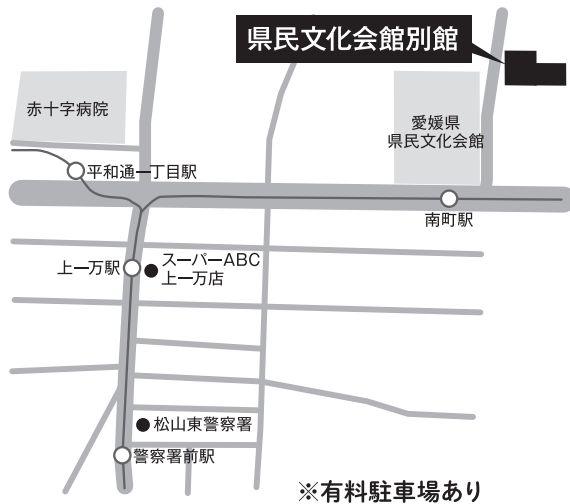 県民文化会館別館
赤十字病院
愛媛県
県民文化会館
平和通一丁目駅
南町駅
上一万駅
スーパーABC
上一万店
松山東警察署
警察署前駅
※有料駐車場あり